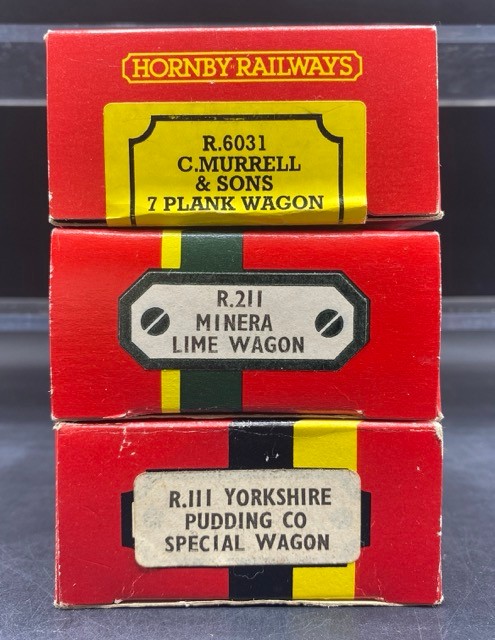 HORNBY RAILWAYS
R.6031
C.MURRELL
& SONS
7 PLANK WAGON
R.211
MINERA
LIME WAGON
R.111 YORKSHIRE
PUDDING CO
SPECIAL WAGON